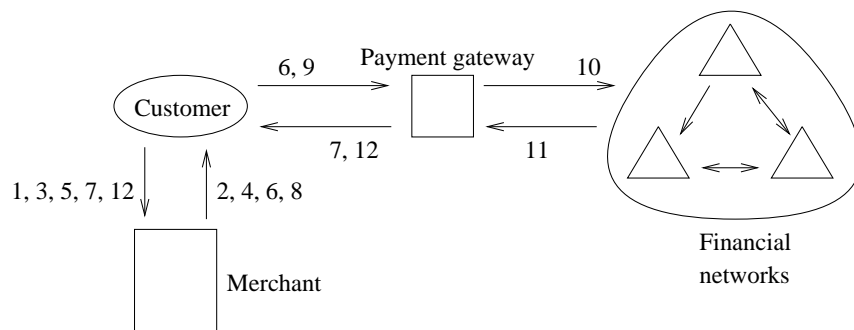 Payment gateway
6, 9
10
Customer
7, 12
11
1, 3, 5, 7, 12
2, 4, 6, 8
Financial
networks
Merchant